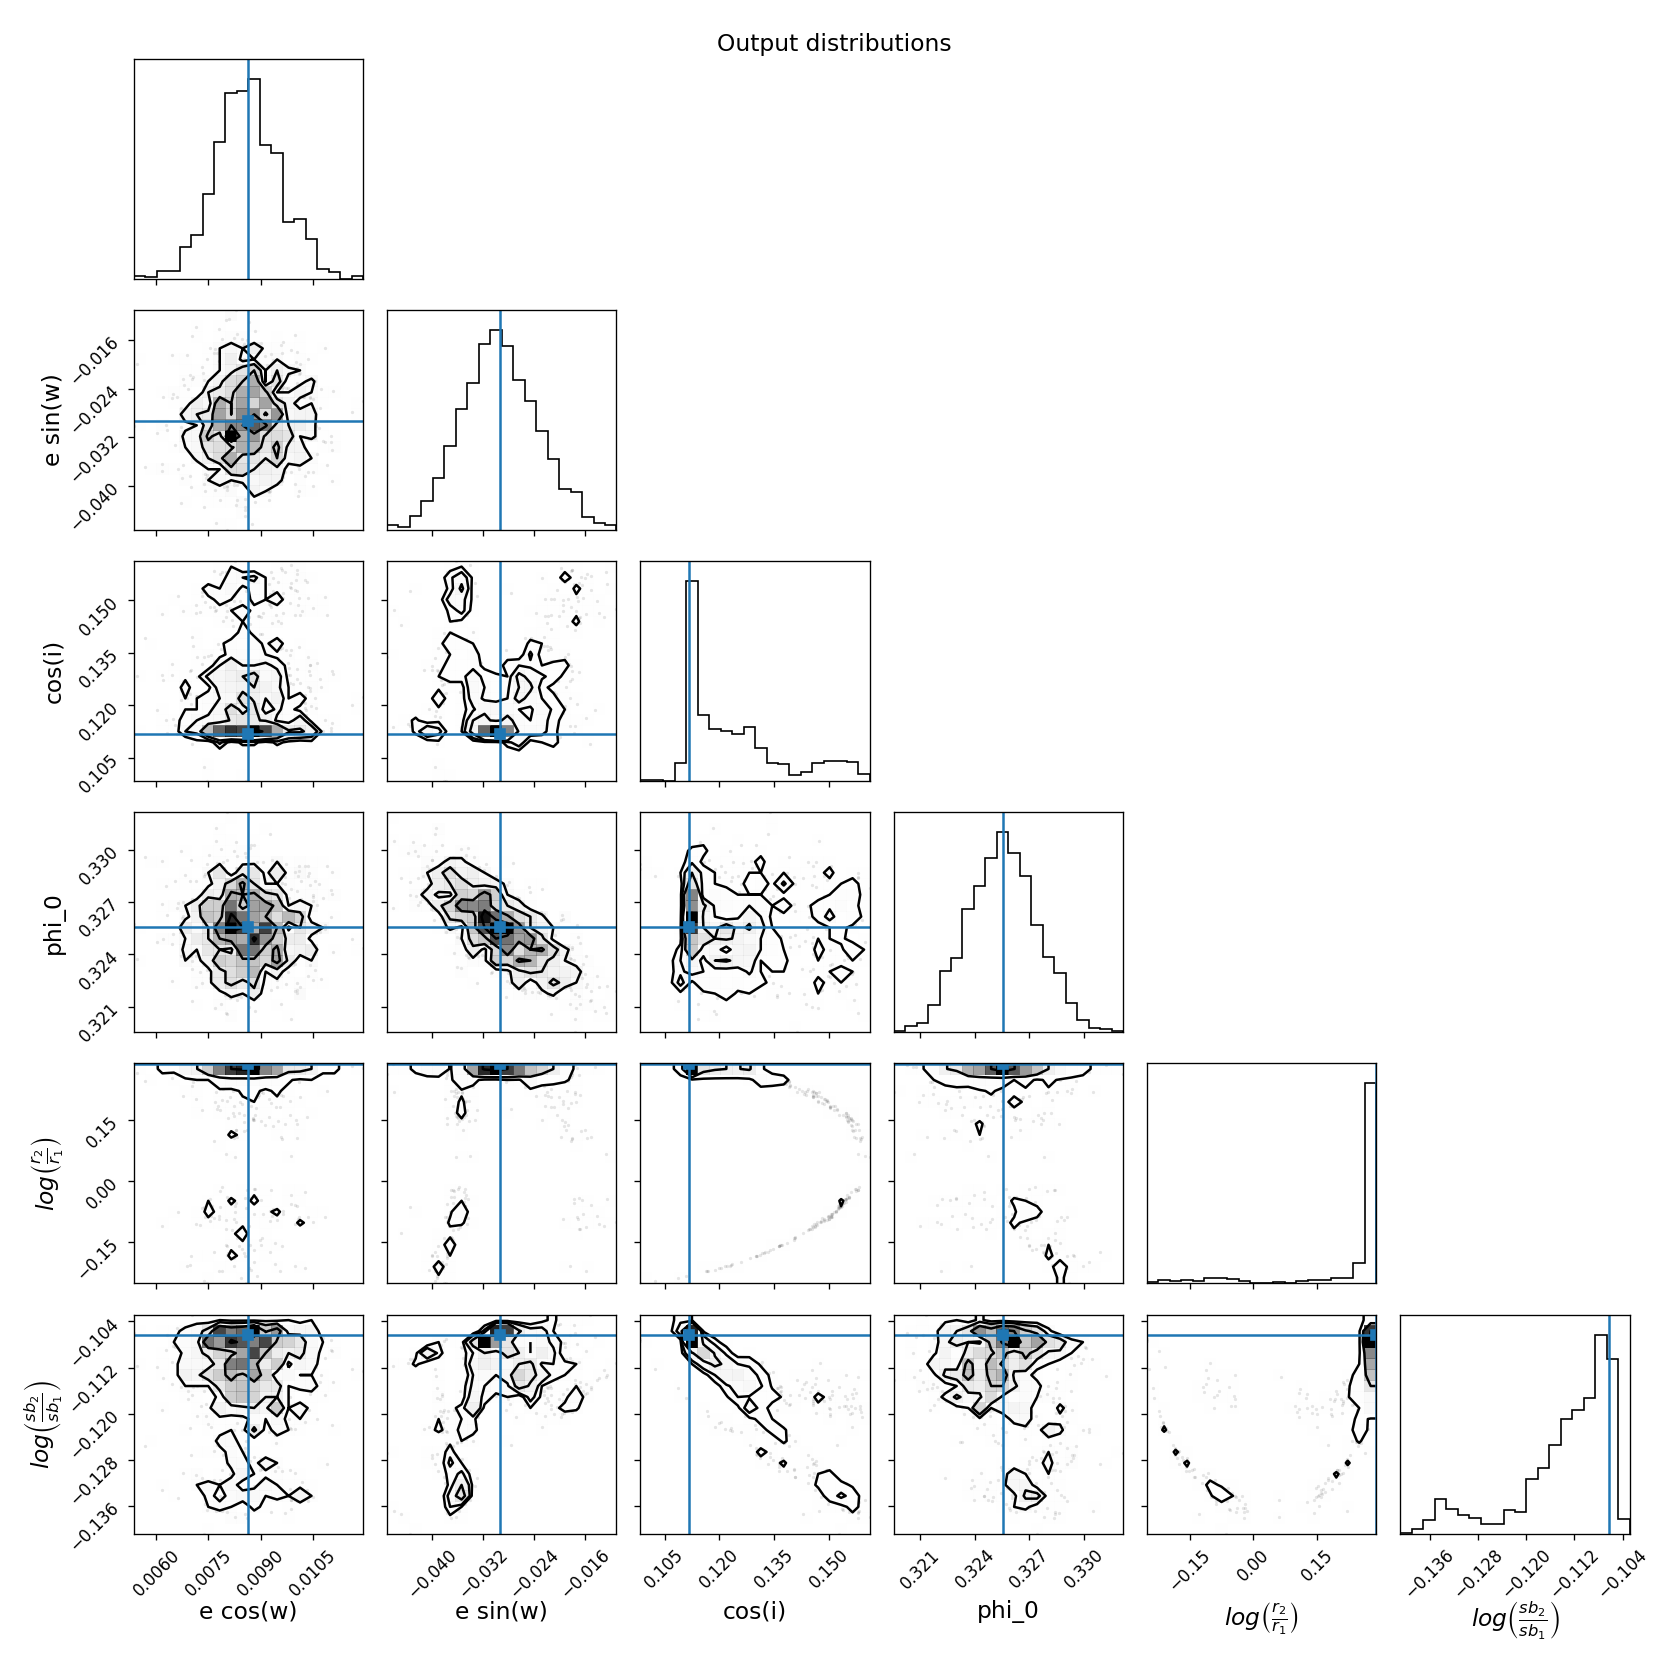 Output distributions
e sin(w)
−0.016
−0.024
−0.032
−0.040
cos(i)
0.150
0.135
0.120
0.105
phi_0
0.330
0.327
0.324
0.321
log(r₂/r₁)
0.15
0.00
−0.15
log(sb₂/sb₁)
−0.104
−0.112
−0.120
−0.128
−0.136
0.0060 0.0075 0.0090 0.0105 −0.040 −0.032 −0.024 −0.016 0.105 0.120 0.135 0.150 0.321 0.324 0.327 0.330 −0.15 0.00 0.15 −0.136 −0.128 −0.120 −0.112 −0.104
e cos(w) e sin(w) cos(i) phi_0 log(r₂/r₁) log(sb₂/sb₁)